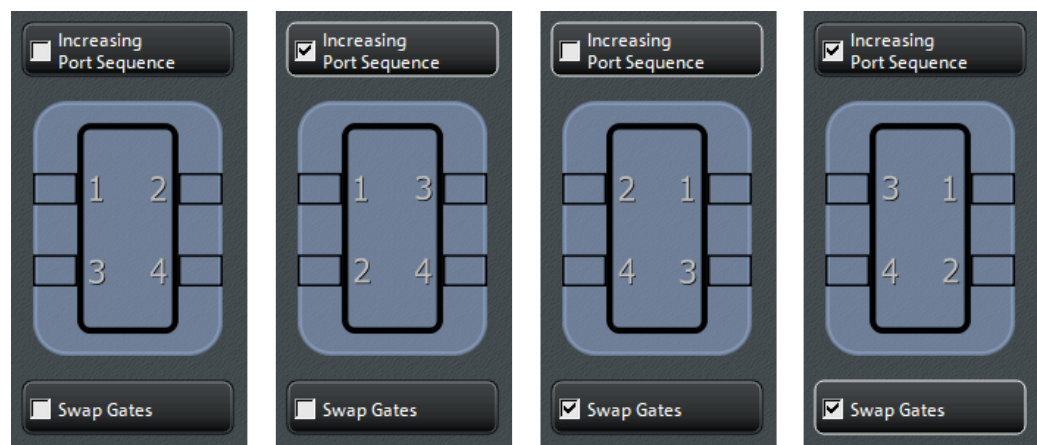 Increasing
Port Sequence
1 2
3 4
Swap Gates
Increasing
Port Sequence
1 3
2 4
Swap Gates
Increasing
Port Sequence
2 1
4 3
Swap Gates
Increasing
Port Sequence
3 1
4 2
Swap Gates